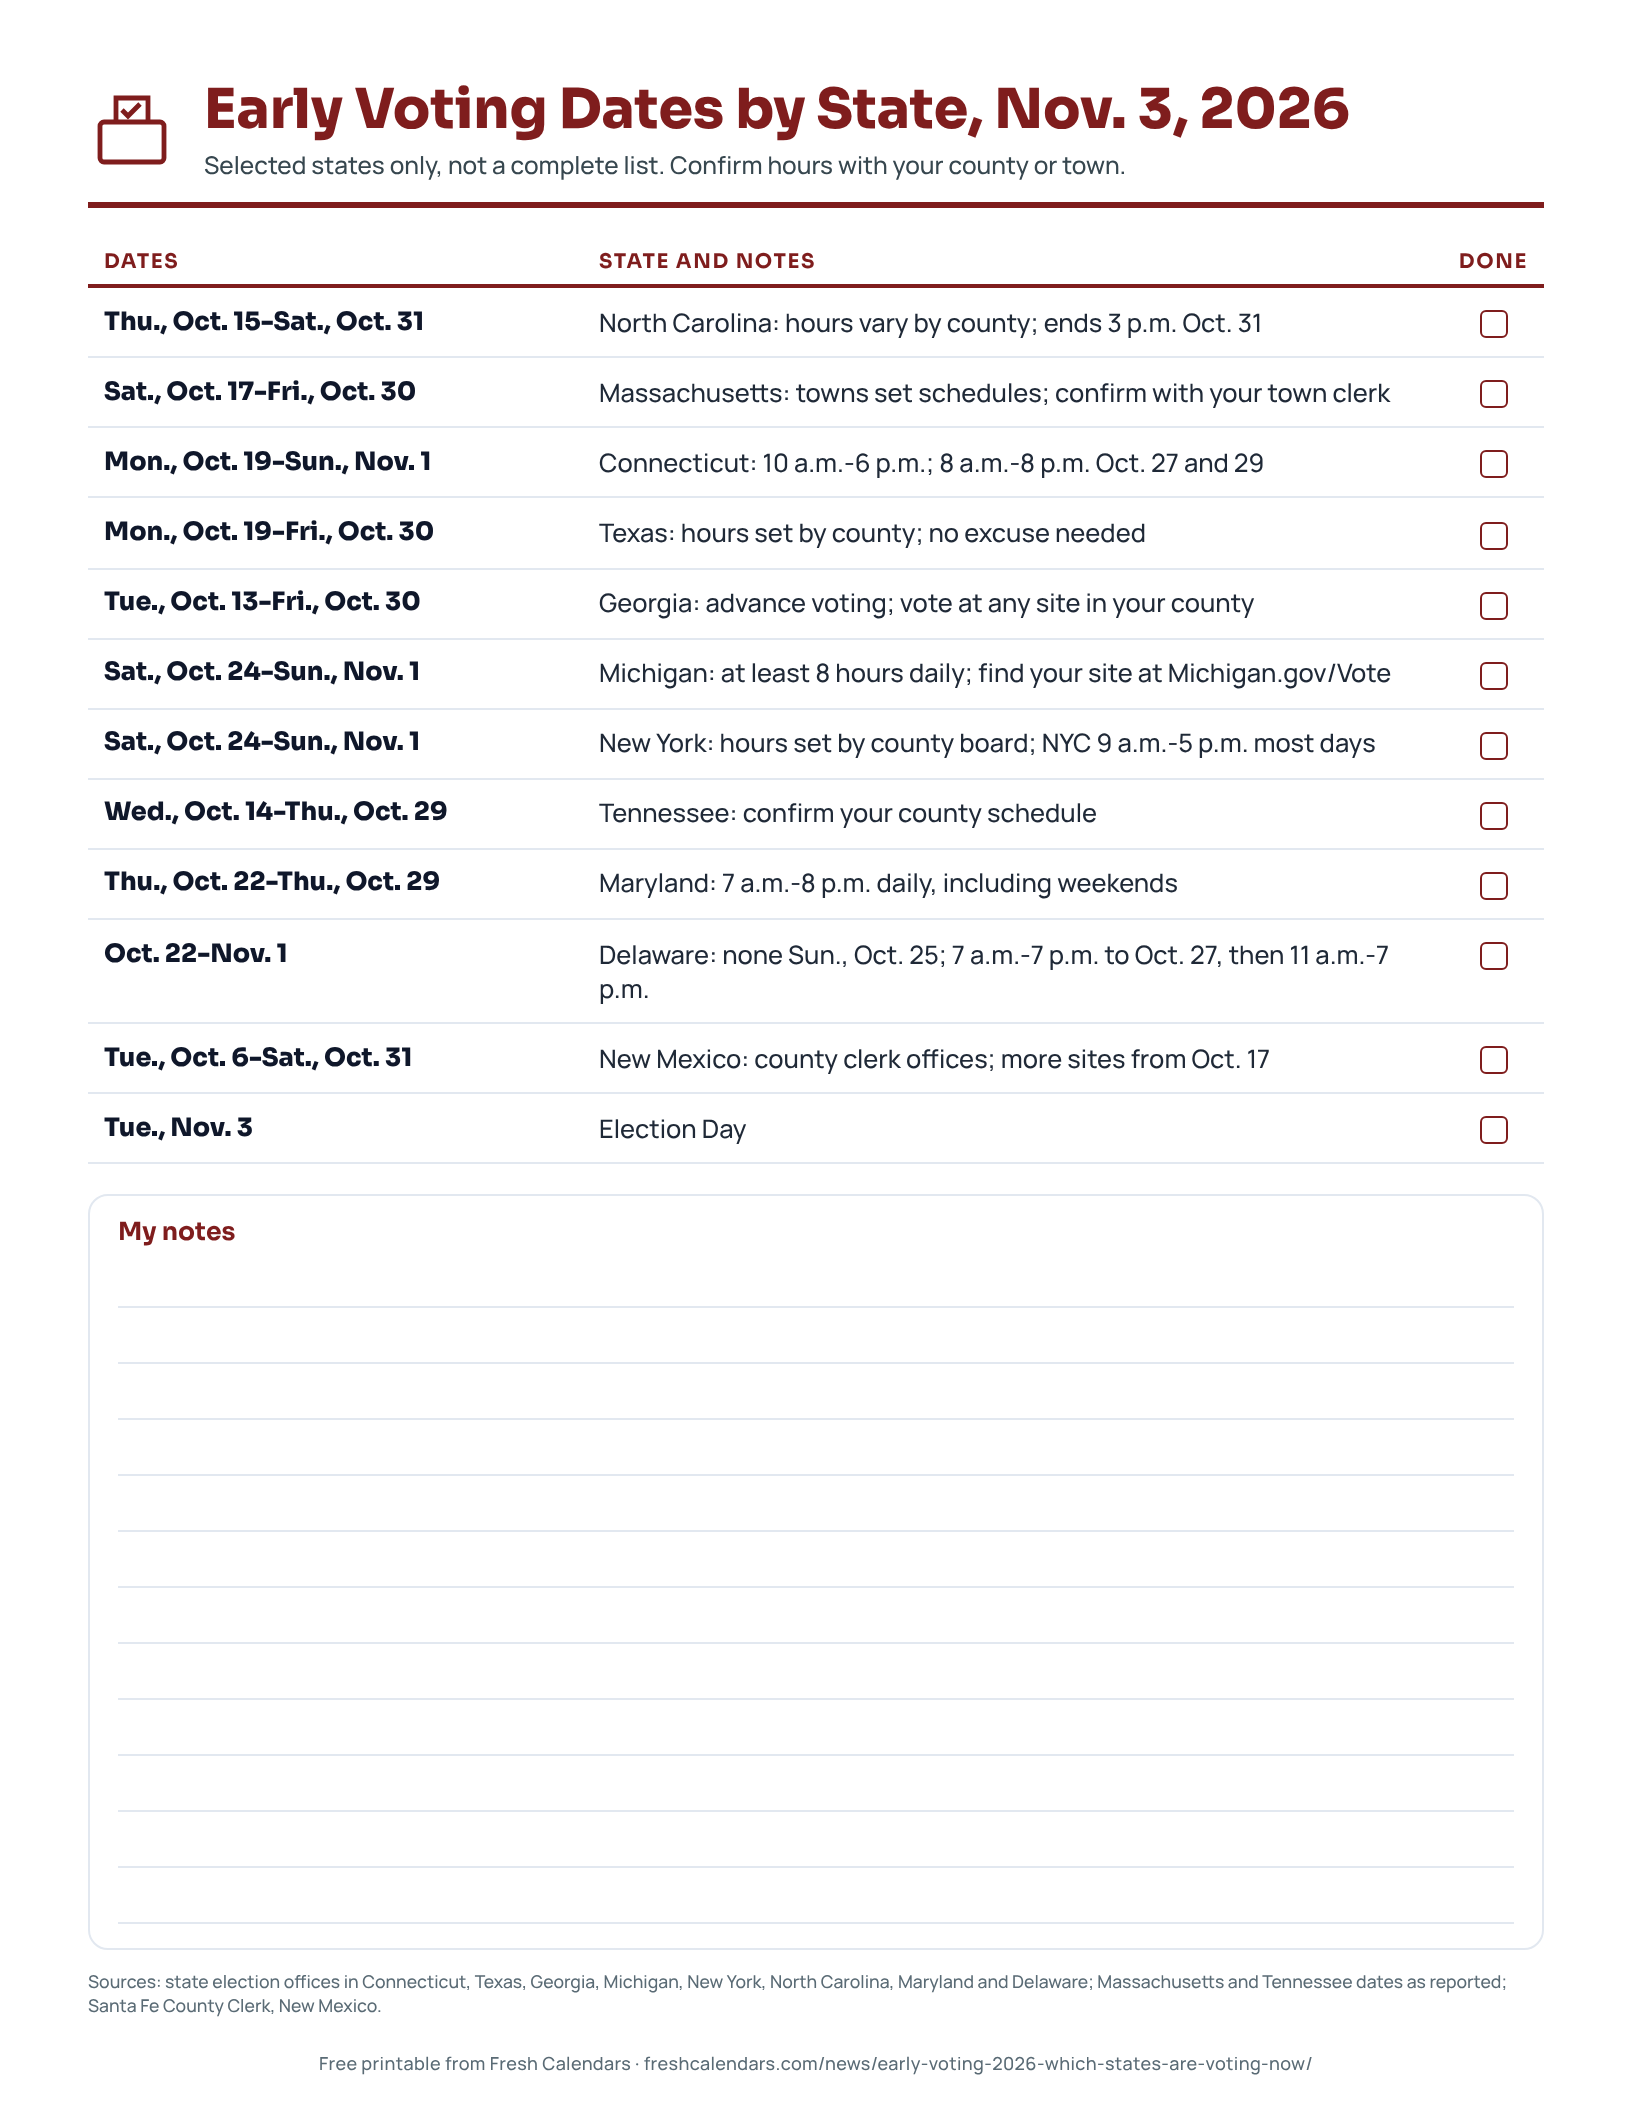 Early Voting Dates by State, Nov. 3, 2026
Selected states only, not a complete list. Confirm hours with your county or town.
DATES STATE AND NOTES DONE
Thu., Oct. 15–Sat., Oct. 31 North Carolina: hours vary by county; ends 3 p.m. Oct. 31
Sat., Oct. 17–Fri., Oct. 30 Massachusetts: towns set schedules; confirm with your town clerk
Mon., Oct. 19–Sun., Nov. 1 Connecticut: 10 a.m.-6 p.m.; 8 a.m.-8 p.m. Oct. 27 and 29
Mon., Oct. 19–Fri., Oct. 30 Texas: hours set by county; no excuse needed
Tue., Oct. 13–Fri., Oct. 30 Georgia: advance voting; vote at any site in your county
Sat., Oct. 24–Sun., Nov. 1 Michigan: at least 8 hours daily; find your site at Michigan.gov/Vote
Sat., Oct. 24–Sun., Nov. 1 New York: hours set by county board; NYC 9 a.m.-5 p.m. most days
Wed., Oct. 14–Thu., Oct. 29 Tennessee: confirm your county schedule
Thu., Oct. 22–Thu., Oct. 29 Maryland: 7 a.m.-8 p.m. daily, including weekends
Oct. 22–Nov. 1 Delaware: none Sun., Oct. 25; 7 a.m.-7 p.m. to Oct. 27, then 11 a.m.-7
p.m.
Tue., Oct. 6–Sat., Oct. 31 New Mexico: county clerk offices; more sites from Oct. 17
Tue., Nov. 3 Election Day
My notes
Sources: state election offices in Connecticut, Texas, Georgia, Michigan, New York, North Carolina, Maryland and Delaware; Massachusetts and Tennessee dates as reported;
Santa Fe County Clerk, New Mexico.
Free printable from Fresh Calendars · freshcalendars.com/news/early-voting-2026-which-states-are-voting-now/